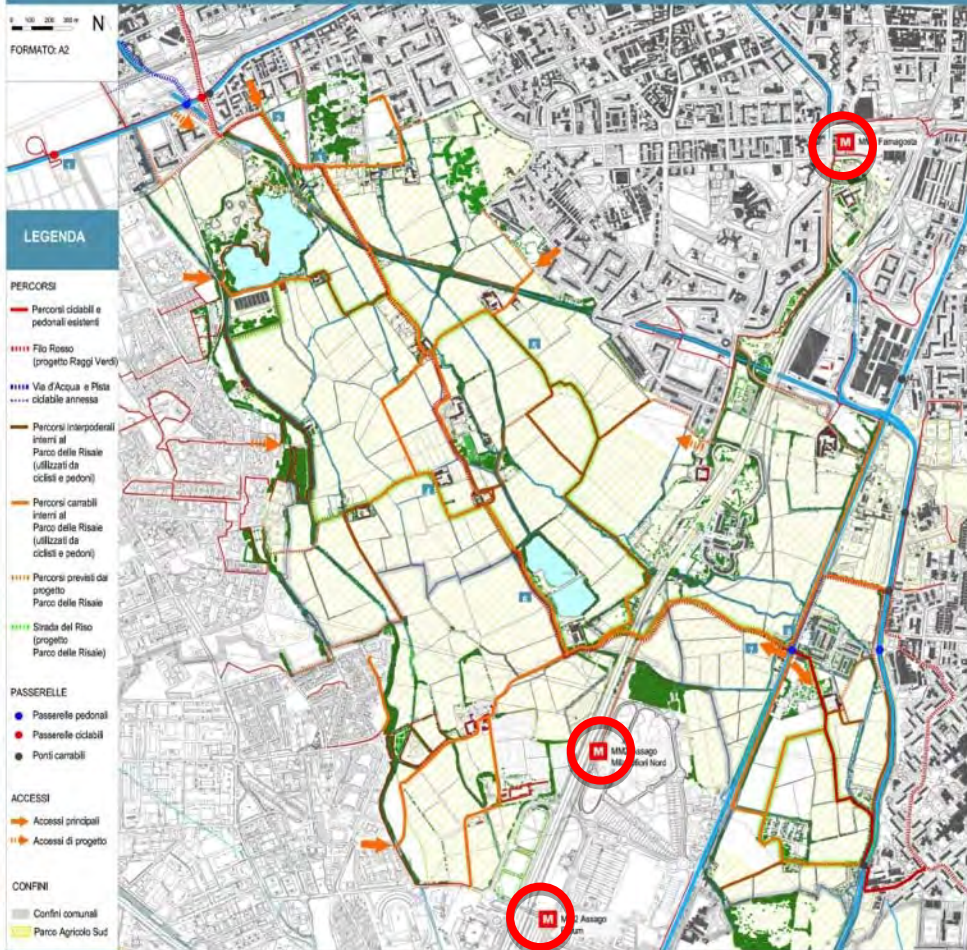 0 100 200 300 m
N
FORMATO: A2
LEGENDA
PERCORSI
Percorsi ciclabili e
pedonali esistenti
Filo Rosso
(progetto Raggi Verdi)
Via d'Acqua e Pista
ciclabile annessa
Percorsi interpoderali
interni al
Parco delle Risaie
(utilizzati da
ciclisti e pedoni)
Percorsi carrabili
interni al
Parco delle Risaie
(utilizzati da
ciclisti e pedoni)
Percorsi previsti dal
progetto
Parco delle Risaie
Strada del Riso
(progetto
Parco delle Risaie)
PASSERELLE
Passerelle pedonali
Passerelle ciclabili
Ponti carrabili
ACCESSI
Accessi principali
Accessi di progetto
CONFINI
Confini comunali
Parco Agricolo Sud
M
Famagosta
M
Assago
Nord
M
Assago